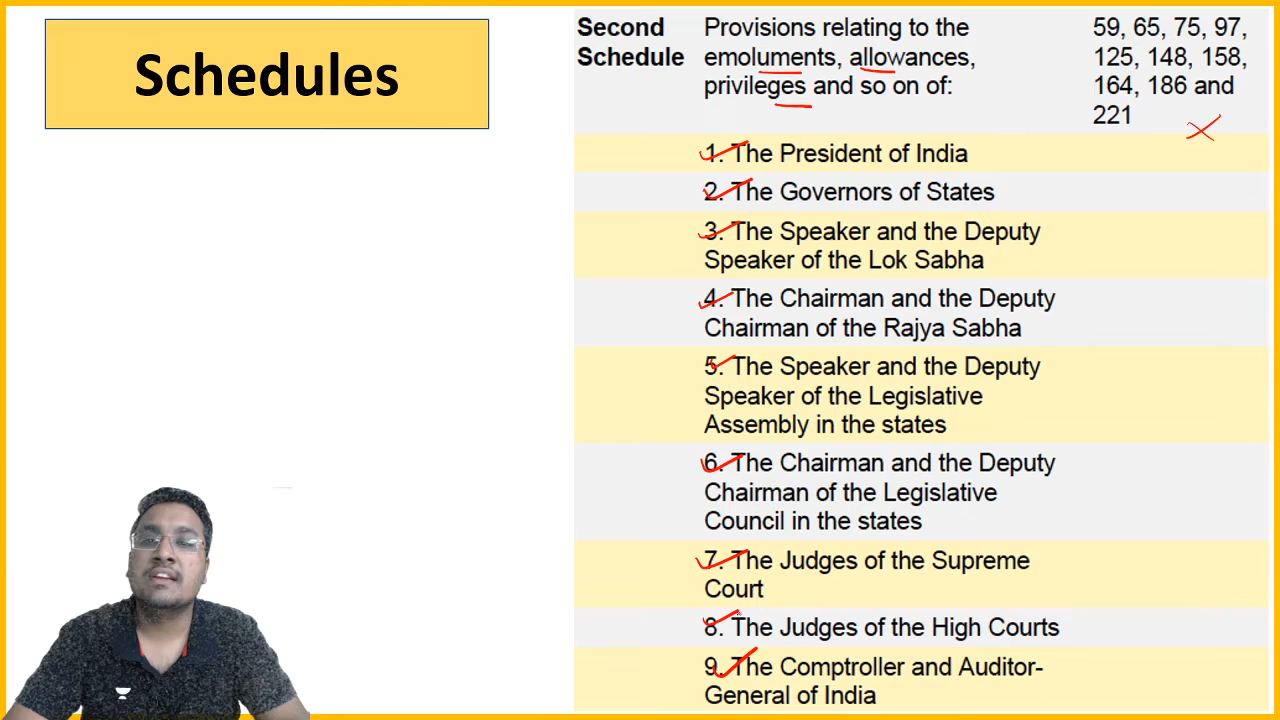 Schedules
Second Schedule
Provisions relating to the
emoluments, allowances,
privileges and so on of:
59, 65, 75, 97,
125, 148, 158,
164, 186 and
221
1. The President of India
2. The Governors of States
3. The Speaker and the Deputy
Speaker of the Lok Sabha
4. The Chairman and the Deputy
Chairman of the Rajya Sabha
5. The Speaker and the Deputy
Speaker of the Legislative
Assembly in the states
6. The Chairman and the Deputy
Chairman of the Legislative
Council in the states
7. The Judges of the Supreme
Court
8. The Judges of the High Courts
9. The Comptroller and Auditor-
General of India